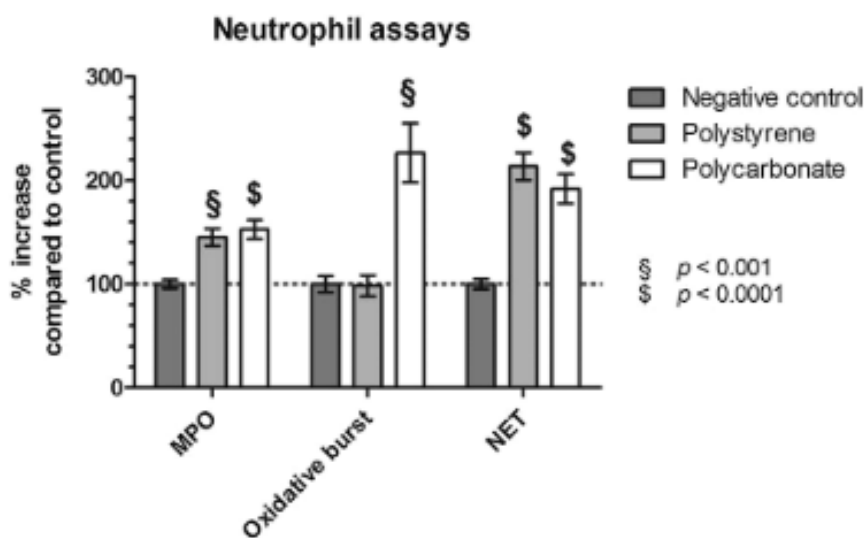 Neutrophil assays
% increase
compared to control
300
200
100
0
§
$
§
$
$
MPO
Oxidative burst
NET
Negative control
Polystyrene
Polycarbonate
§ p < 0.001
$ p < 0.0001